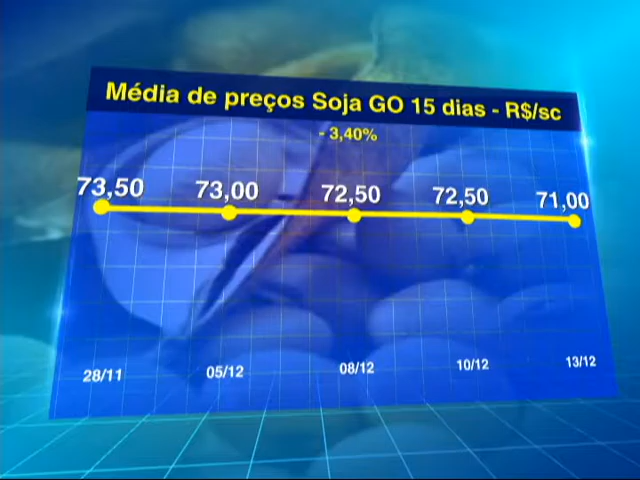 Média de preços Soja GO 15 dias - R$/sc
- 3,40%
73,50 73,00 72,50 72,50 71,00
28/11 05/12 08/12 10/12 13/12